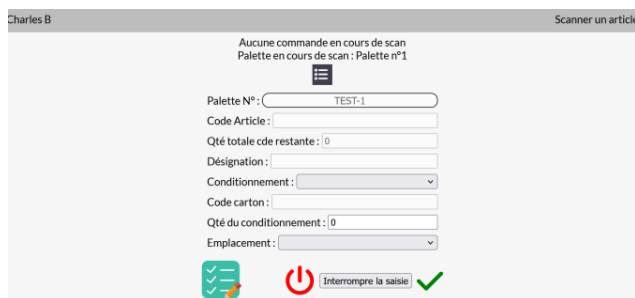 Charles B Scanner un article
Aucune commande en cours de scan
Palette en cours de scan : Palette n°1
Palette N° : TEST-1
Code Article :
Qté totale cde restante : 0
Désignation :
Conditionnement :
Code carton :
Qté du conditionnement : 0
Emplacement :
Interrompre la saisie